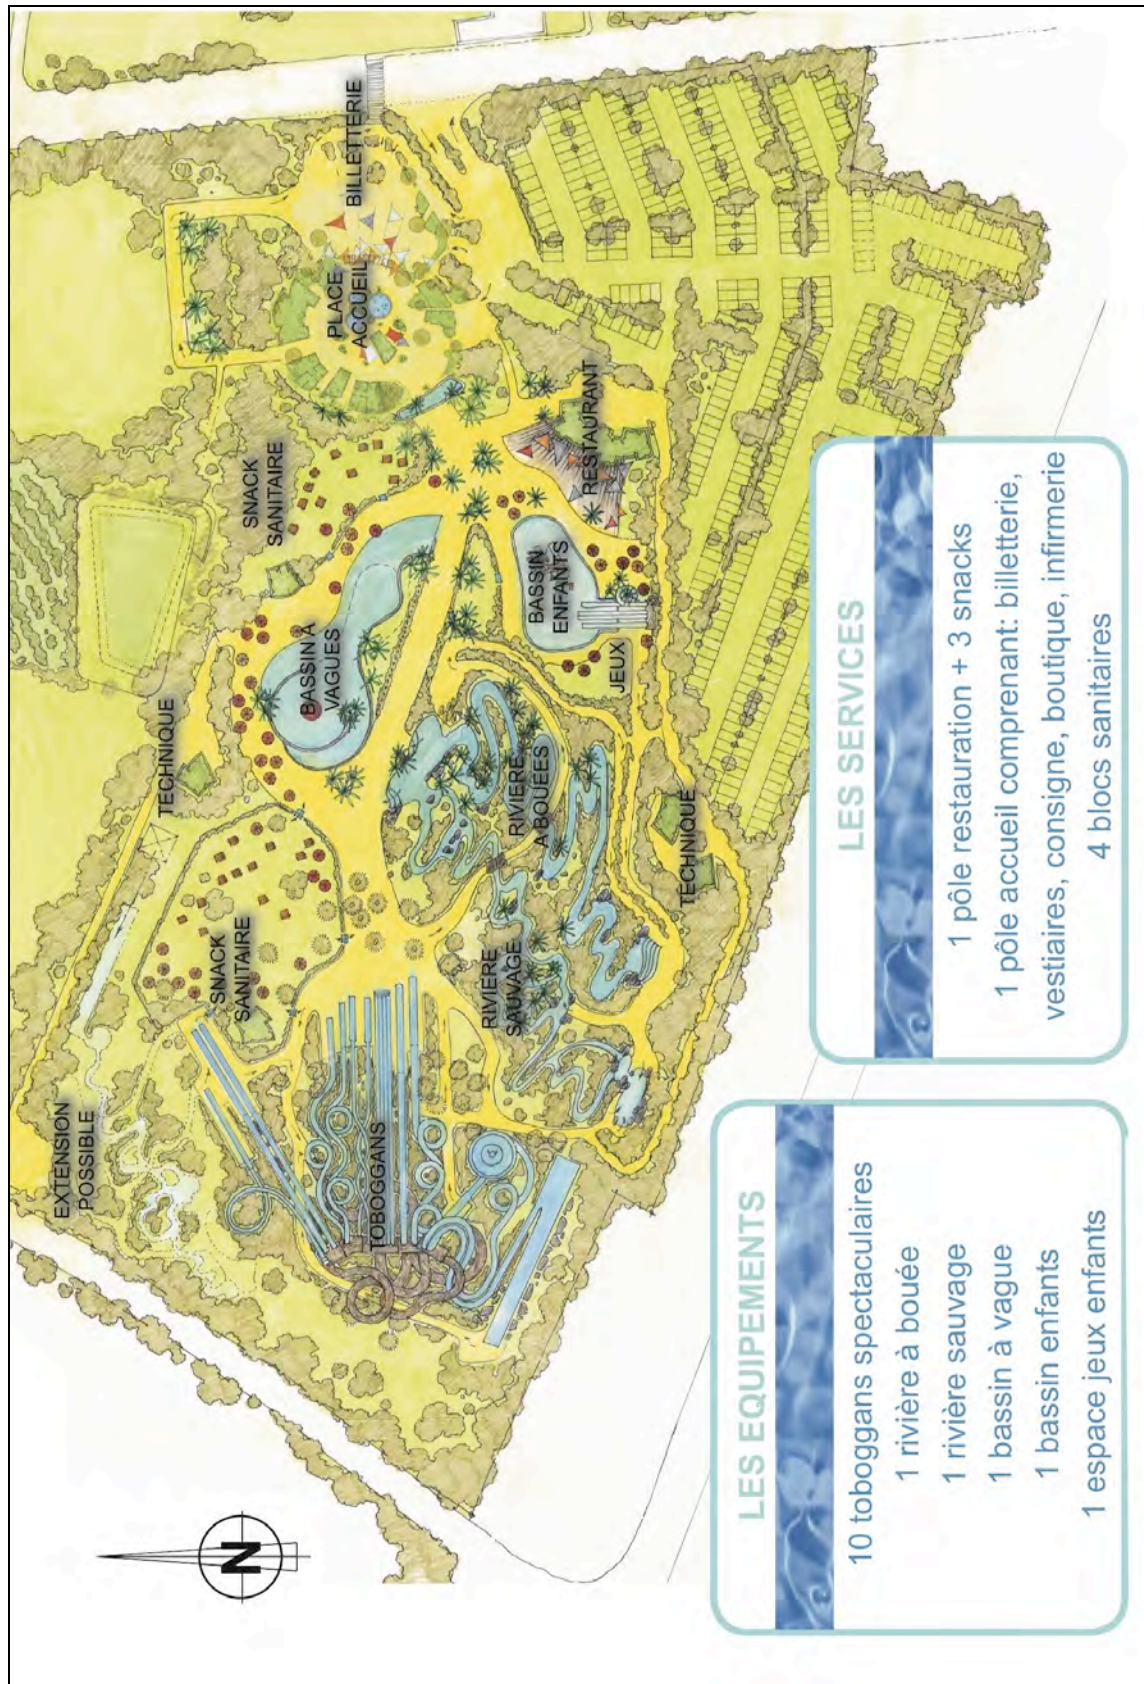 EXTENSION
POSSIBLE
SNACK
SANITAIRE
TECHNIQUE
SNACK
SANITAIRE
PLACE
ACCUEIL
BILLETTERIE
TOBOGGANS
BASSIN A
VAGUES
RIVIERE
SAUVAGE
RIVIERE
A BOUÉES
BASSIN
ENFANTS
JEUX
RESTAURANT
TECHNIQUE
N
LES EQUIPEMENTS
10 toboggans spectaculaires
1 rivière à bouée
1 rivière sauvage
1 bassin à vague
1 bassin enfants
1 espace jeux enfants
LES SERVICES
1 pôle restauration + 3 snacks
1 pôle accueil comprenant: billetterie,
vestiaires, consigne, boutique, infirmerie
4 blocs sanitaires